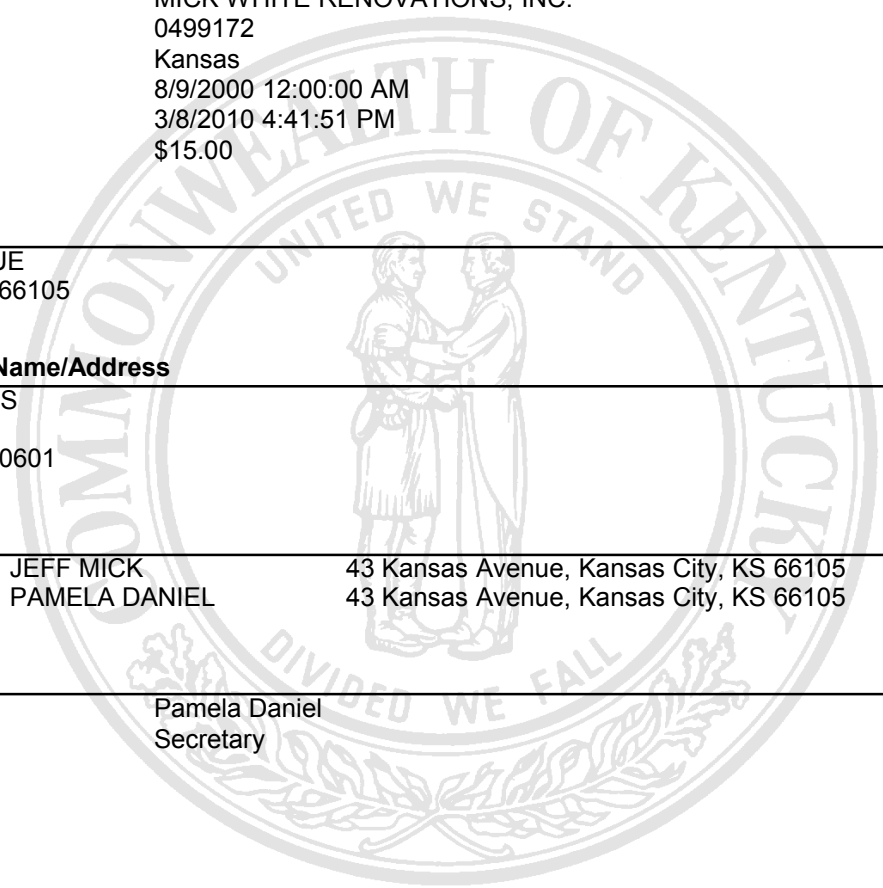 MICK WHITE RENOVATIONS, INC.
0499172
Kansas
8/9/2000 12:00:00 AM
3/8/2010 4:41:51 PM
$15.00
COMMONWEALTH OF KENTUCKY
UNITED WE STAND
UE
66105
Name/Address
S
0601
JEFF MICK 43 Kansas Avenue, Kansas City, KS 66105
PAMELA DANIEL 43 Kansas Avenue, Kansas City, KS 66105
DIVIDED WE FALL
Pamela Daniel
Secretary